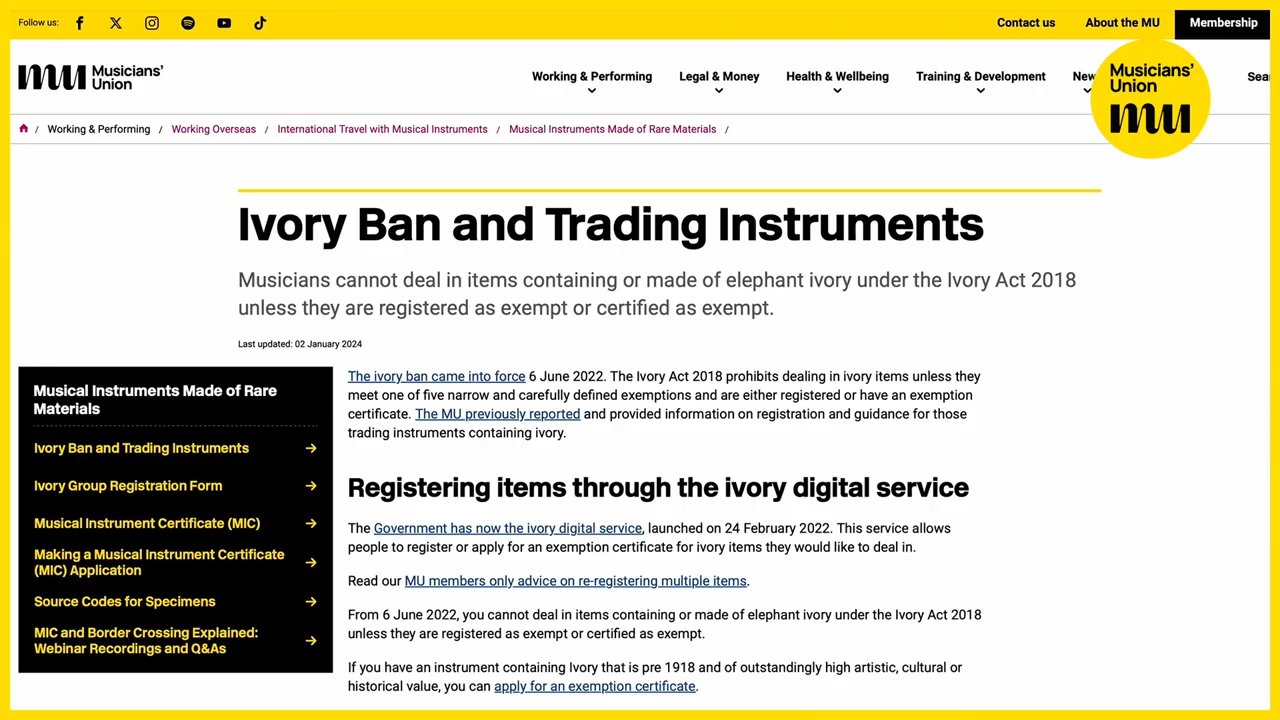 Follow us:
Contact us About the MU Membership
mu Musicians' Union
Working & Performing Legal & Money Health & Wellbeing Training & Development New Sea
Musicians' Union mu
/ Working & Performing / Working Overseas / International Travel with Musical Instruments / Musical Instruments Made of Rare Materials /
Ivory Ban and Trading Instruments
Musicians cannot deal in items containing or made of elephant ivory under the Ivory Act 2018
unless they are registered as exempt or certified as exempt.
Last updated: 02 January 2024
Musical Instruments Made of Rare
Materials
Ivory Ban and Trading Instruments
Ivory Group Registration Form
Musical Instrument Certificate (MIC)
Making a Musical Instrument Certificate
(MIC) Application
Source Codes for Specimens
MIC and Border Crossing Explained:
Webinar Recordings and Q&As
The ivory ban came into force 6 June 2022. The Ivory Act 2018 prohibits dealing in ivory items unless they
meet one of five narrow and carefully defined exemptions and are either registered or have an exemption
certificate. The MU previously reported and provided information on registration and guidance for those
trading instruments containing ivory.
Registering items through the ivory digital service
The Government has now the ivory digital service, launched on 24 February 2022. This service allows
people to register or apply for an exemption certificate for ivory items they would like to deal in.
Read our MU members only advice on re-registering multiple items.
From 6 June 2022, you cannot deal in items containing or made of elephant ivory under the Ivory Act 2018
unless they are registered as exempt or certified as exempt.
If you have an instrument containing Ivory that is pre 1918 and of outstandingly high artistic, cultural or
historical value, you can apply for an exemption certificate.